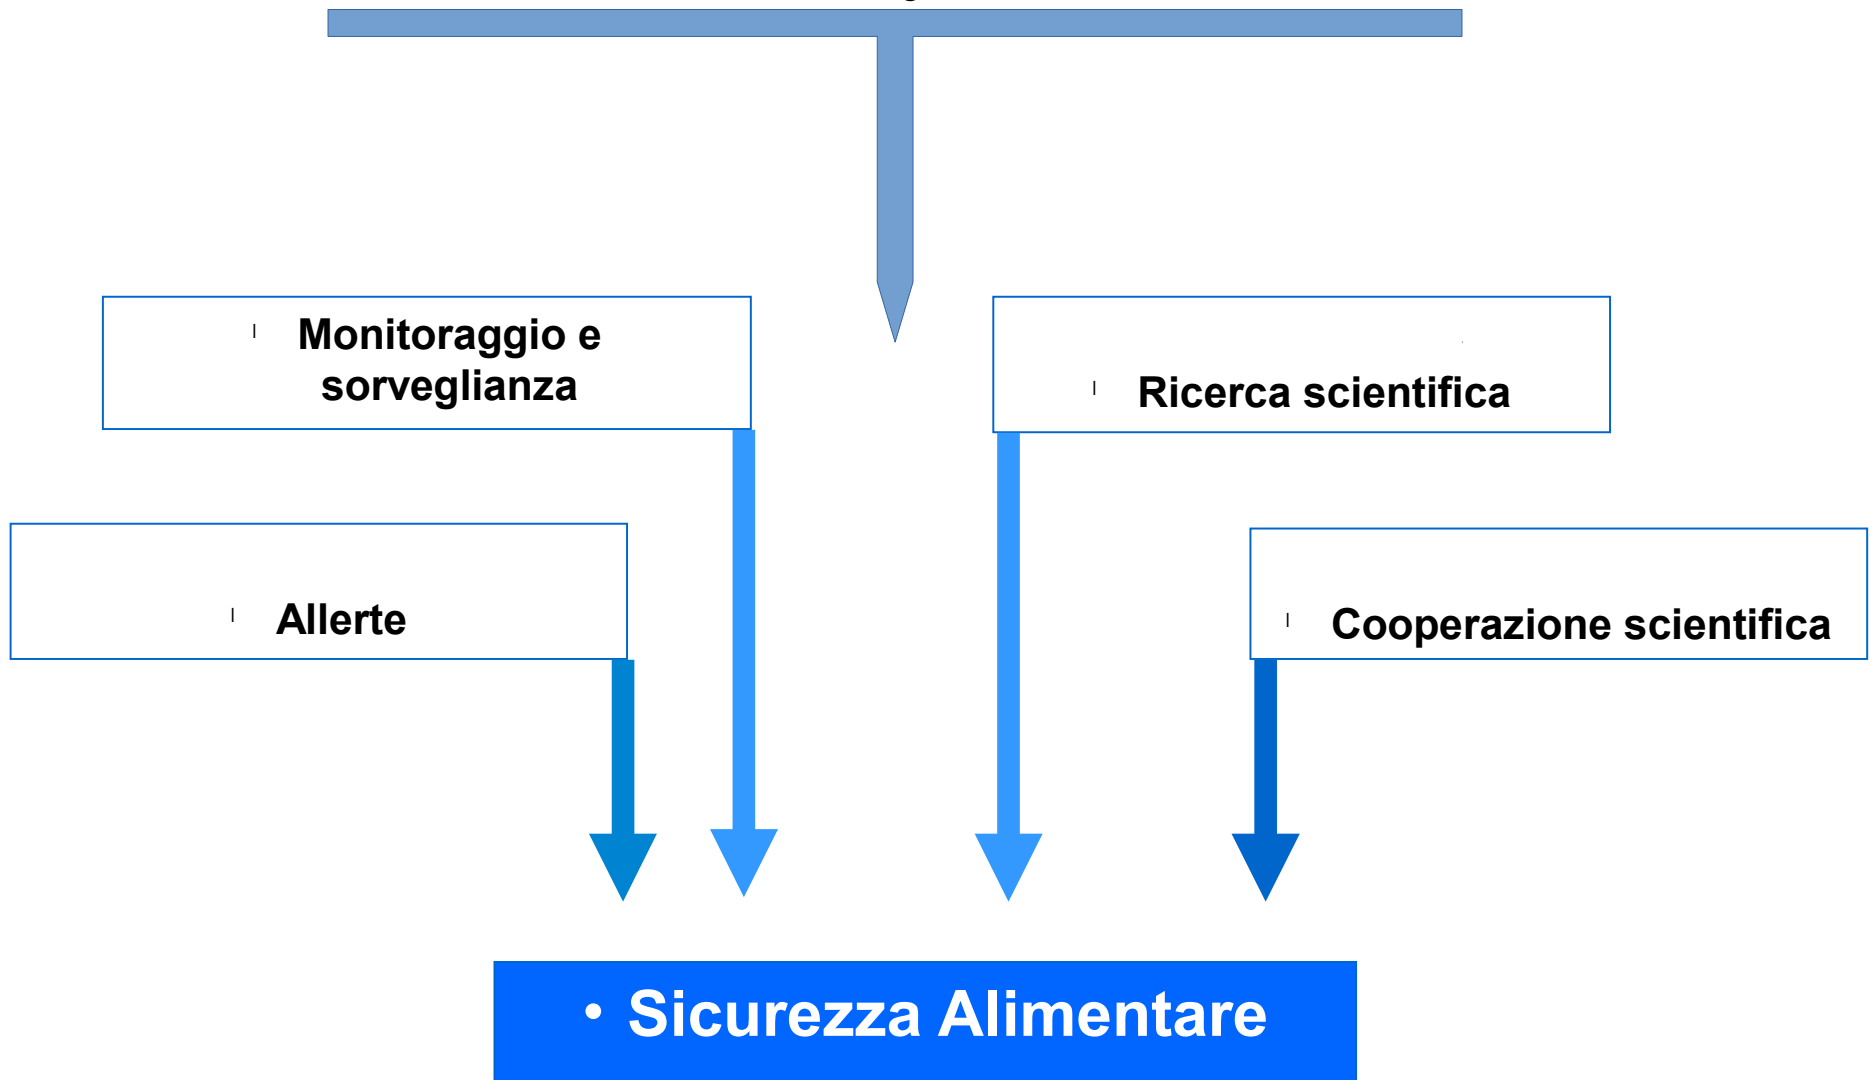 Monitoraggio e
sorveglianza
Ricerca scientifica
Allerte
Cooperazione scientifica
• Sicurezza Alimentare